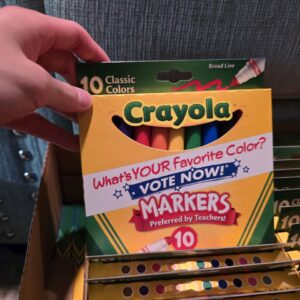 Broad Line
10 Classic
Colors
Crayola
What's YOUR Favorite Color?
VOTE NOW!
MARKERS
Preferred by Teachers!
10